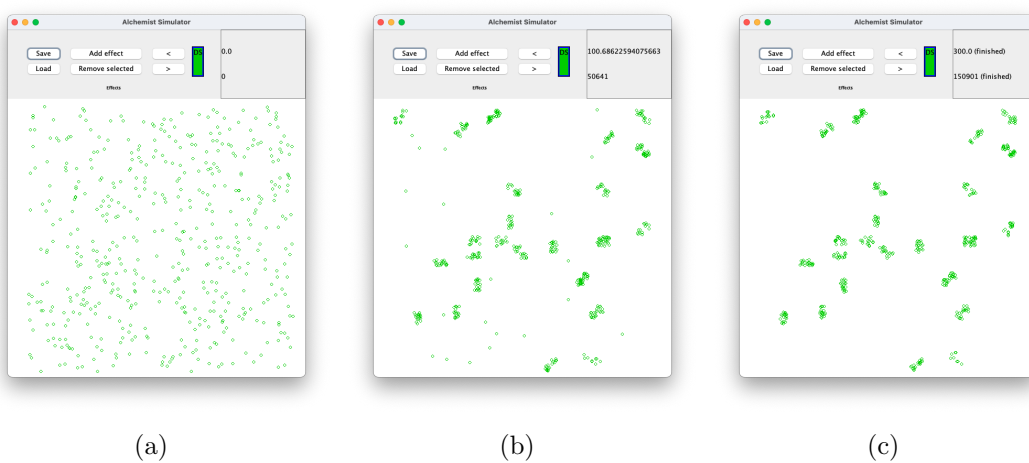 Alchemist Simulator
Save Add effect < DS 0.0
Load Remove selected > 0
Effects
(a)
Alchemist Simulator
Save Add effect < DS 100.68622594075663
Load Remove selected > 50641
Effects
(b)
Alchemist Simulator
Save Add effect < DS 300.0 (finished)
Load Remove selected > 150901 (finished)
Effects
(c)